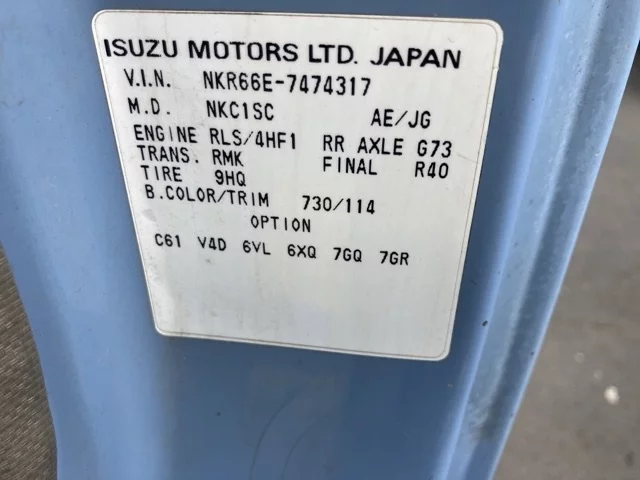 ISUZU MOTORS LTD. JAPAN
V.I.N. NKR66E-7474317
M.D. NKC1SC AE/JG
ENGINE RLS/4HF1 RR AXLE G73
TRANS. RMK FINAL R40
TIRE 9HQ
B.COLOR/TRIM 730/114
OPTION
C61 V4D 6VL 6XQ 7GQ 7GR